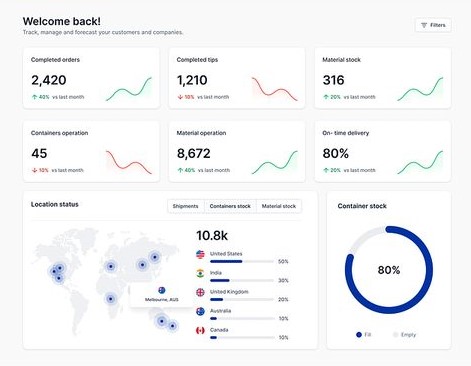 Welcome back!
Track, manage and forecast your customers and companies.
Filters
Completed orders
2,420
40% vs last month
Completed tips
1,210
10% vs last month
Material stock
316
20% vs last month
Containers operation
45
10% vs last month
Material operation
8,672
40% vs last month
On- time delivery
80%
20% vs last month
Location status
Shipments
Containers stock
Material stock
10.8k
United States
50%
India
30%
United Kingdom
20%
Australia
10%
Canada
10%
Melbourne, AUS
Container stock
80%
Fill
Empty